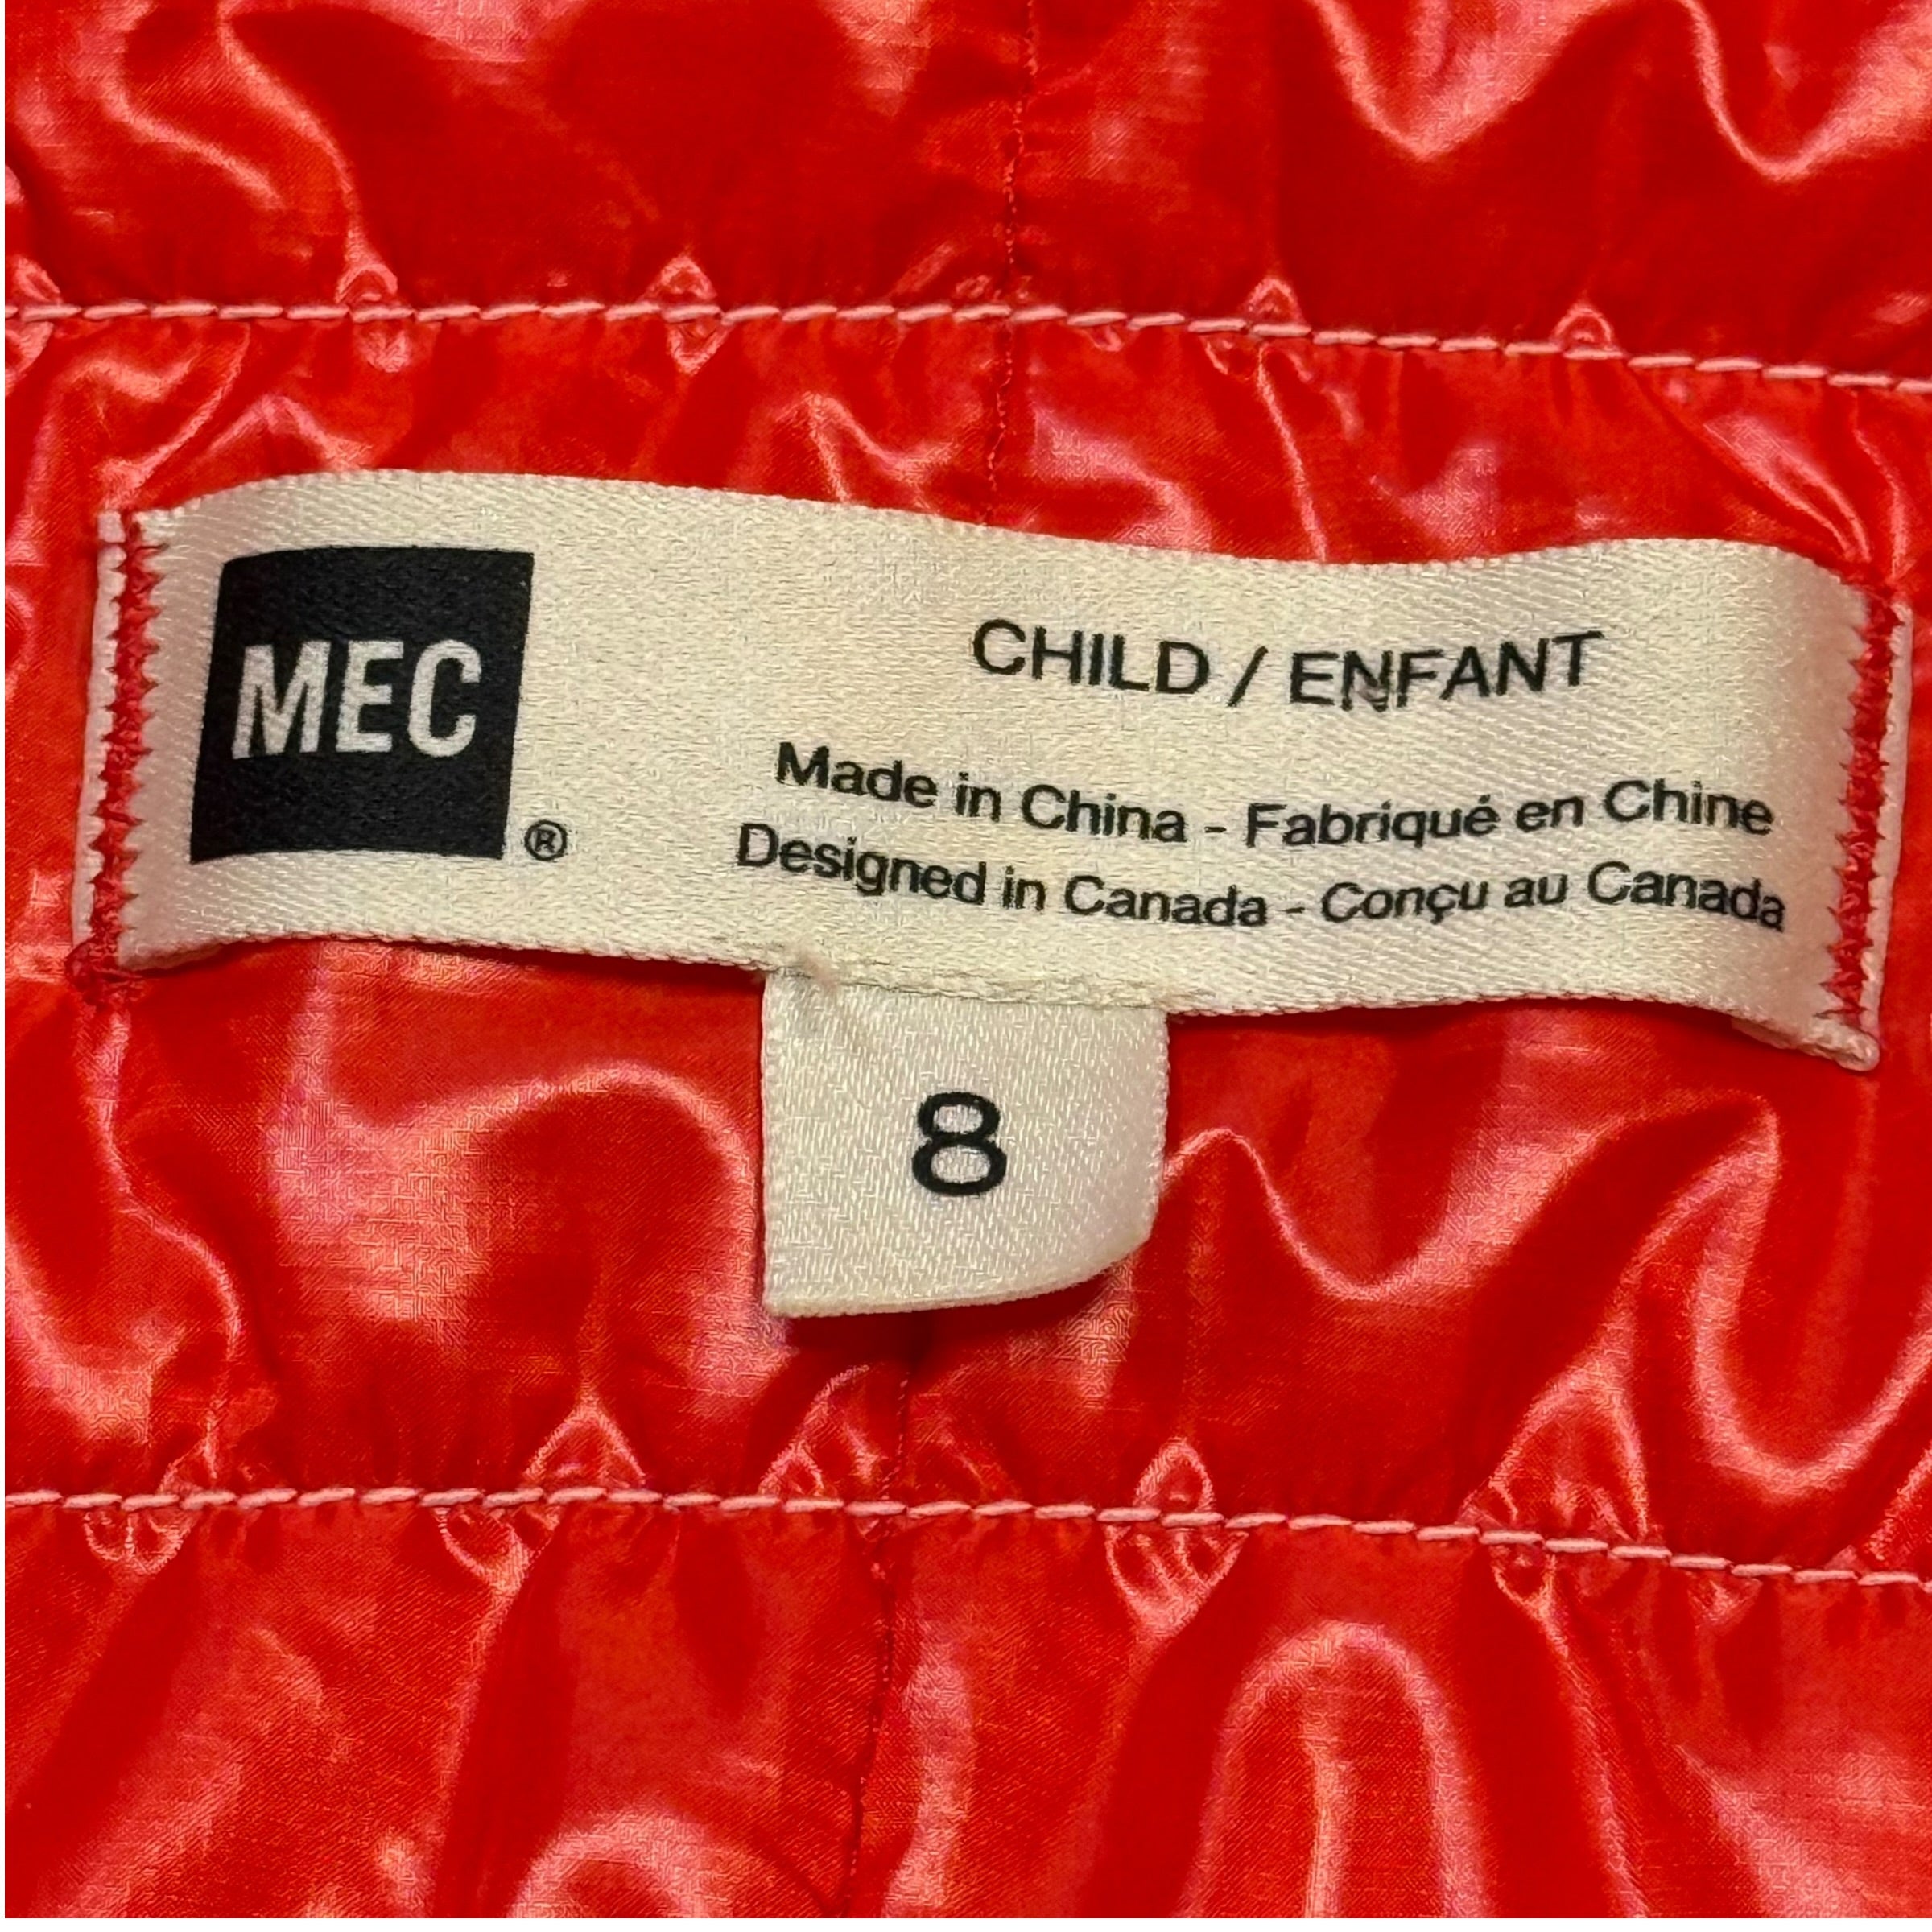 MEC
®
CHILD / ENFANT
Made in China - Fabriqué en Chine
Designed in Canada - Conçu au Canada
8